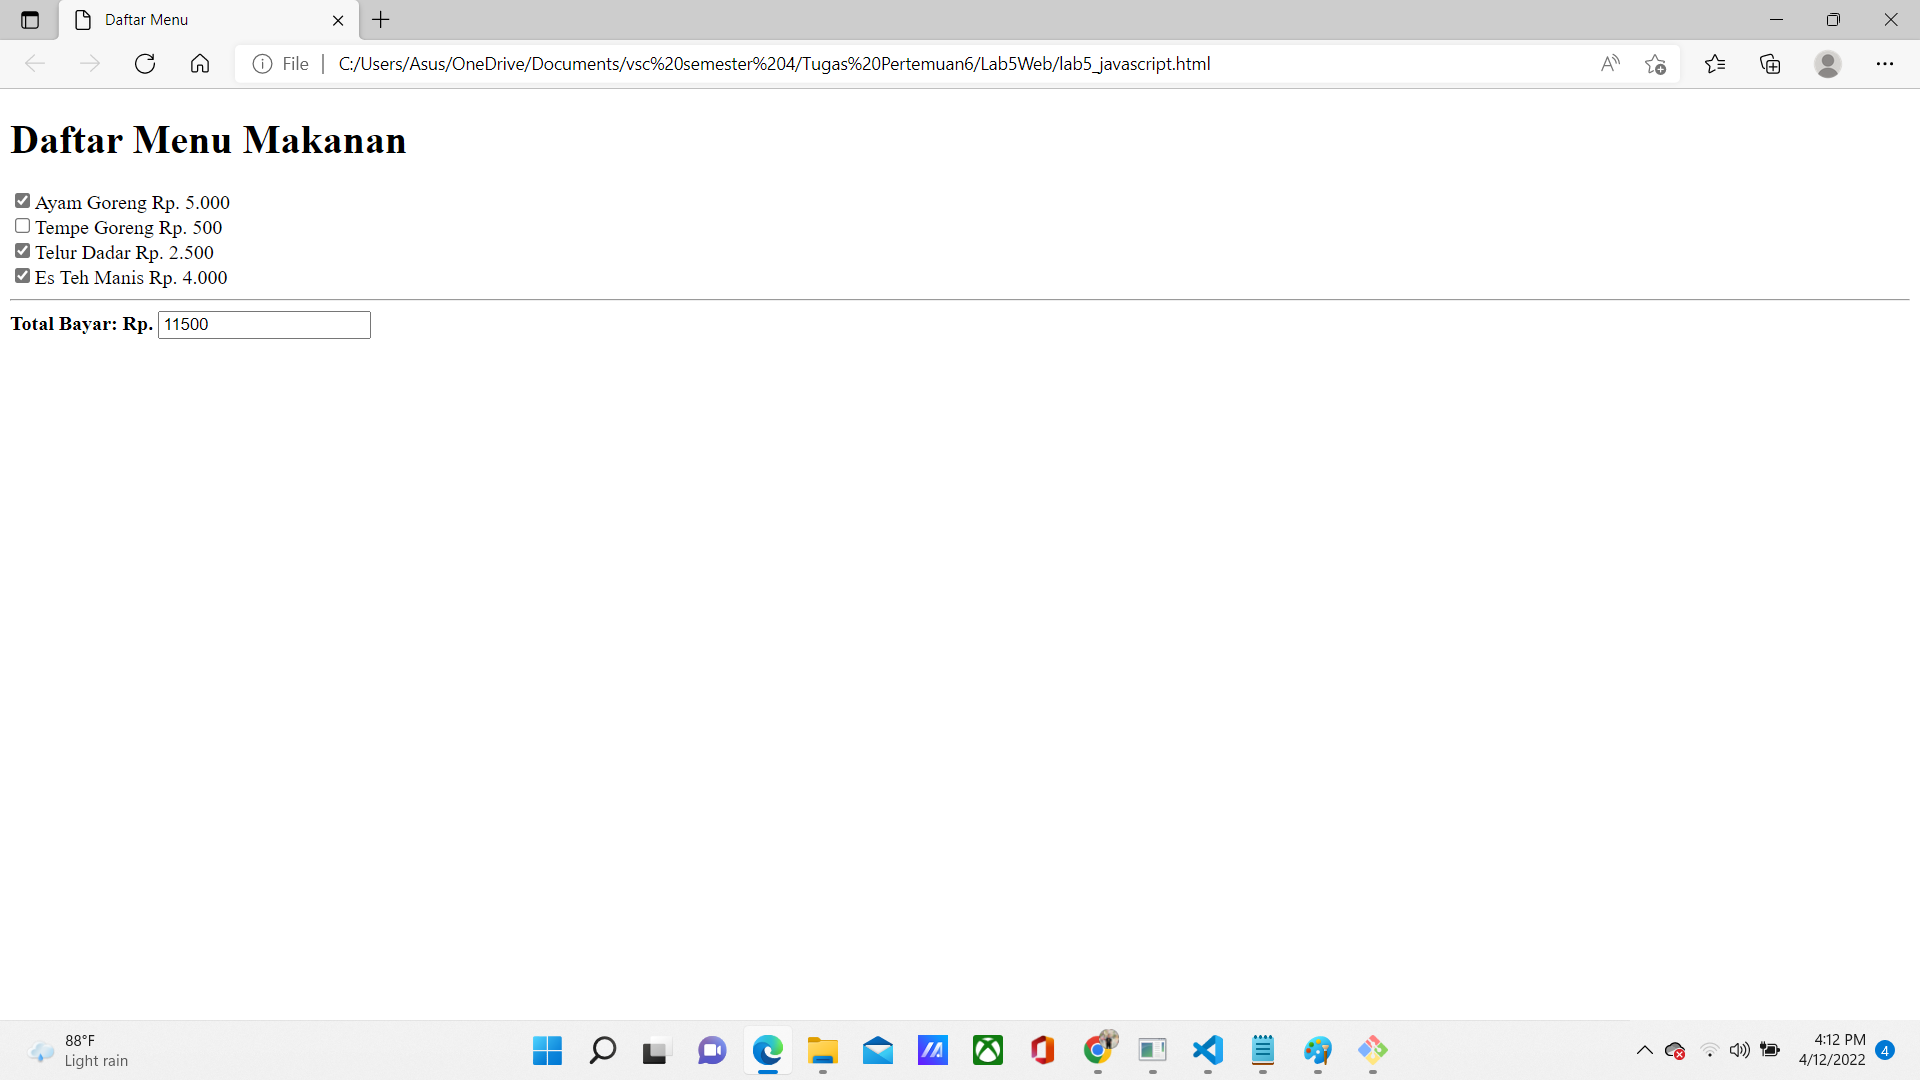 Daftar Menu
File
C:/Users/Asus/OneDrive/Documents/vsc%20semester%204/Tugas%20Pertemuan6/Lab5Web/lab5_javascript.html
Daftar Menu Makanan
Ayam Goreng Rp. 5.000
Tempe Goreng Rp. 500
Telur Dadar Rp. 2.500
Es Teh Manis Rp. 4.000
Total Bayar: Rp. 11500
88°F
Light rain
4:12 PM
4/12/2022
4